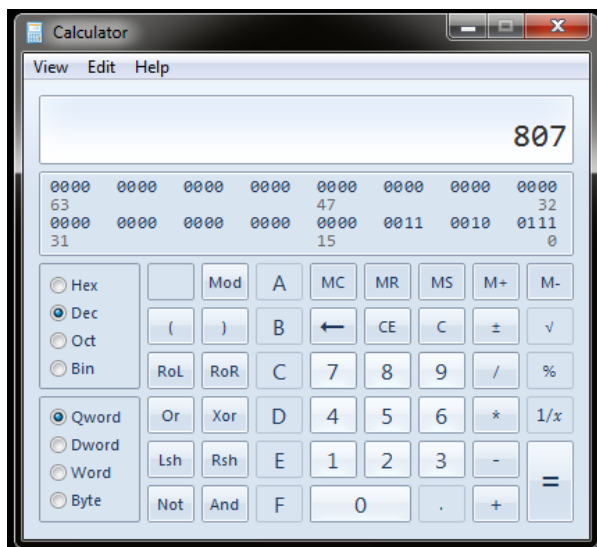 Calculator
View Edit Help
807
0000 0000 0000 0000 0000 0000 0000 0000
63 47 32
0000 0000 0000 0000 0000 0011 0010 0111
31 15 0
Hex Mod A MC MR MS M+ M-
Dec
Oct ( ) B ← CE C ± √
Bin RoL RoR C 7 8 9 / %
Qword Or Xor D 4 5 6 * 1/x
Dword
Word Lsh Rsh E 1 2 3 - =
Byte Not And F 0 . +